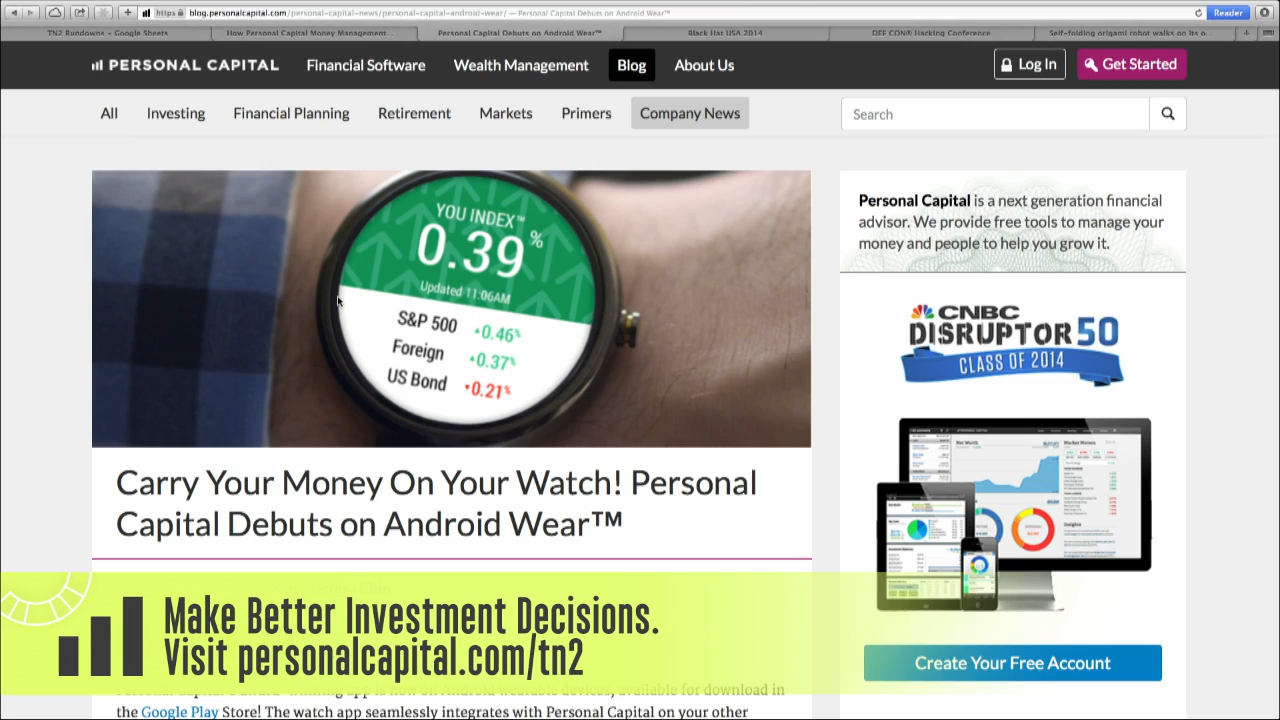 https blog.personalcapital.com/personal-capital-news/personal-capital-android-wear/ — Personal Capital Debuts on Android Wear™
Reader
TN2 Rundowns - Google Sheets
How Personal Capital Money Management...
Personal Capital Debuts on Android Wear™
Black Hat USA 2014
DEF CON® Hacking Conference
Self-folding origami robot walks on its o...
PERSONAL CAPITAL
Financial Software
Wealth Management
Blog
About Us
Log In
Get Started
All
Investing
Financial Planning
Retirement
Markets
Primers
Company News
Search
YOU INDEX™
0.39%
Updated 11:06AM
S&P 500 0.46%
Foreign 0.37%
US Bond 0.21%
Personal Capital is a next generation financial
advisor. We provide free tools to manage your
money and people to help you grow it.
CNBC
DISRUPTOR 50
CLASS OF 2014
Net Worth
Carry Your Money On Your Watch! Personal
Capital Debuts on Android Wear™
Make Better Investment Decisions.
Visit personalcapital.com/tn2
Create Your Free Account
available for download in
the Google Play Store! The watch app seamlessly integrates with Personal Capital on your other